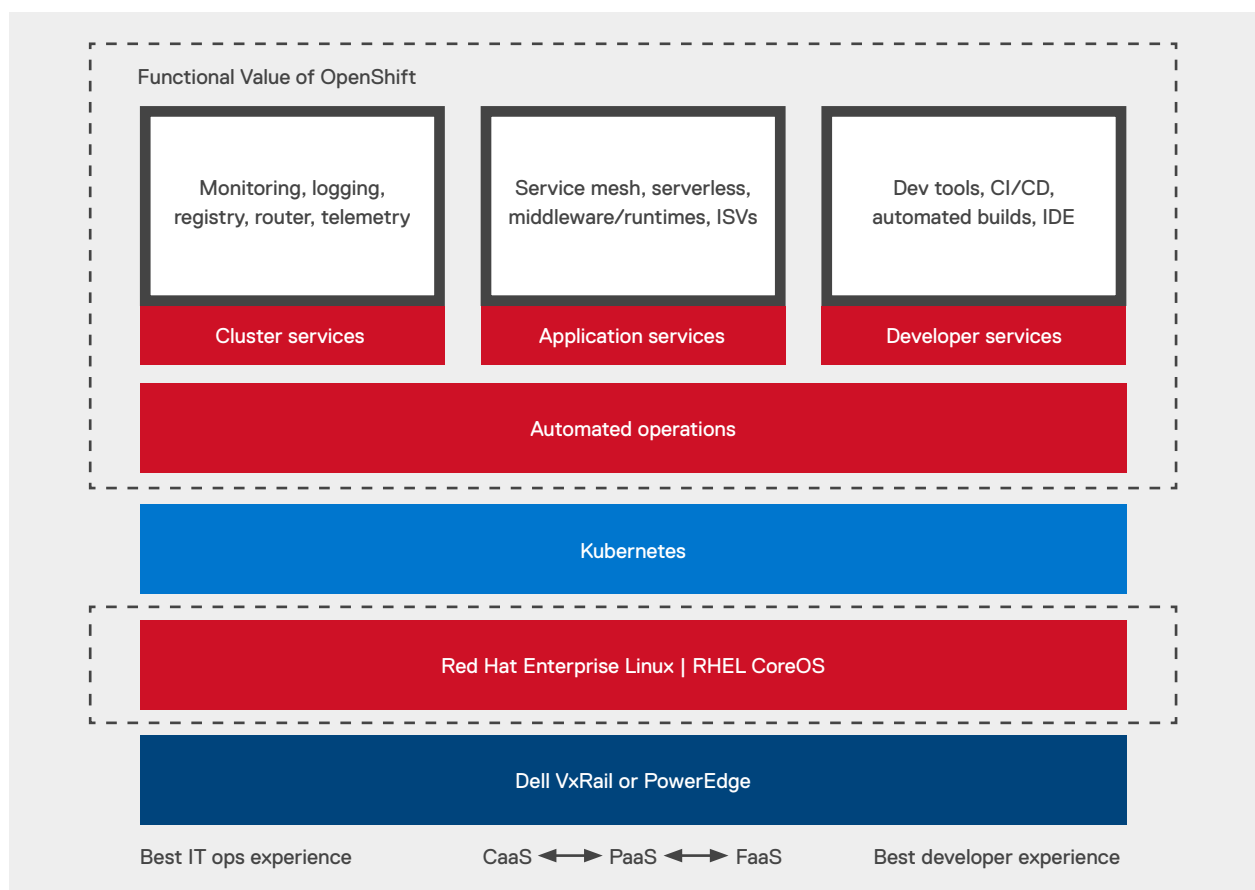 Functional Value of OpenShift
Monitoring, logging,
registry, router, telemetry
Service mesh, serverless,
middleware/runtimes, ISVs
Dev tools, CI/CD,
automated builds, IDE
Cluster services
Application services
Developer services
Automated operations
Kubernetes
Red Hat Enterprise Linux | RHEL CoreOS
Dell VxRail or PowerEdge
Best IT ops experience
CaaS ↔ PaaS ↔ FaaS
Best developer experience